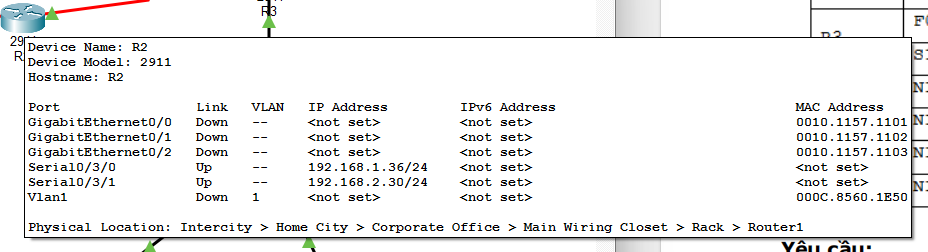 R3
2911
R
Device Name: R2
Device Model: 2911
Hostname: R2
Port Link VLAN IP Address IPv6 Address MAC Address
GigabitEthernet0/0 Down -- <not set> <not set> 0010.1157.1101
GigabitEthernet0/1 Down -- <not set> <not set> 0010.1157.1102
GigabitEthernet0/2 Down -- <not set> <not set> 0010.1157.1103
Serial0/3/0 Up -- 192.168.1.36/24 <not set> <not set>
Serial0/3/1 Up -- 192.168.2.30/24 <not set> <not set>
Vlan1 Down 1 <not set> <not set> 000C.8560.1E50
Physical Location: Intercity > Home City > Corporate Office > Main Wiring Closet > Rack > Router1
Yêu cầu: